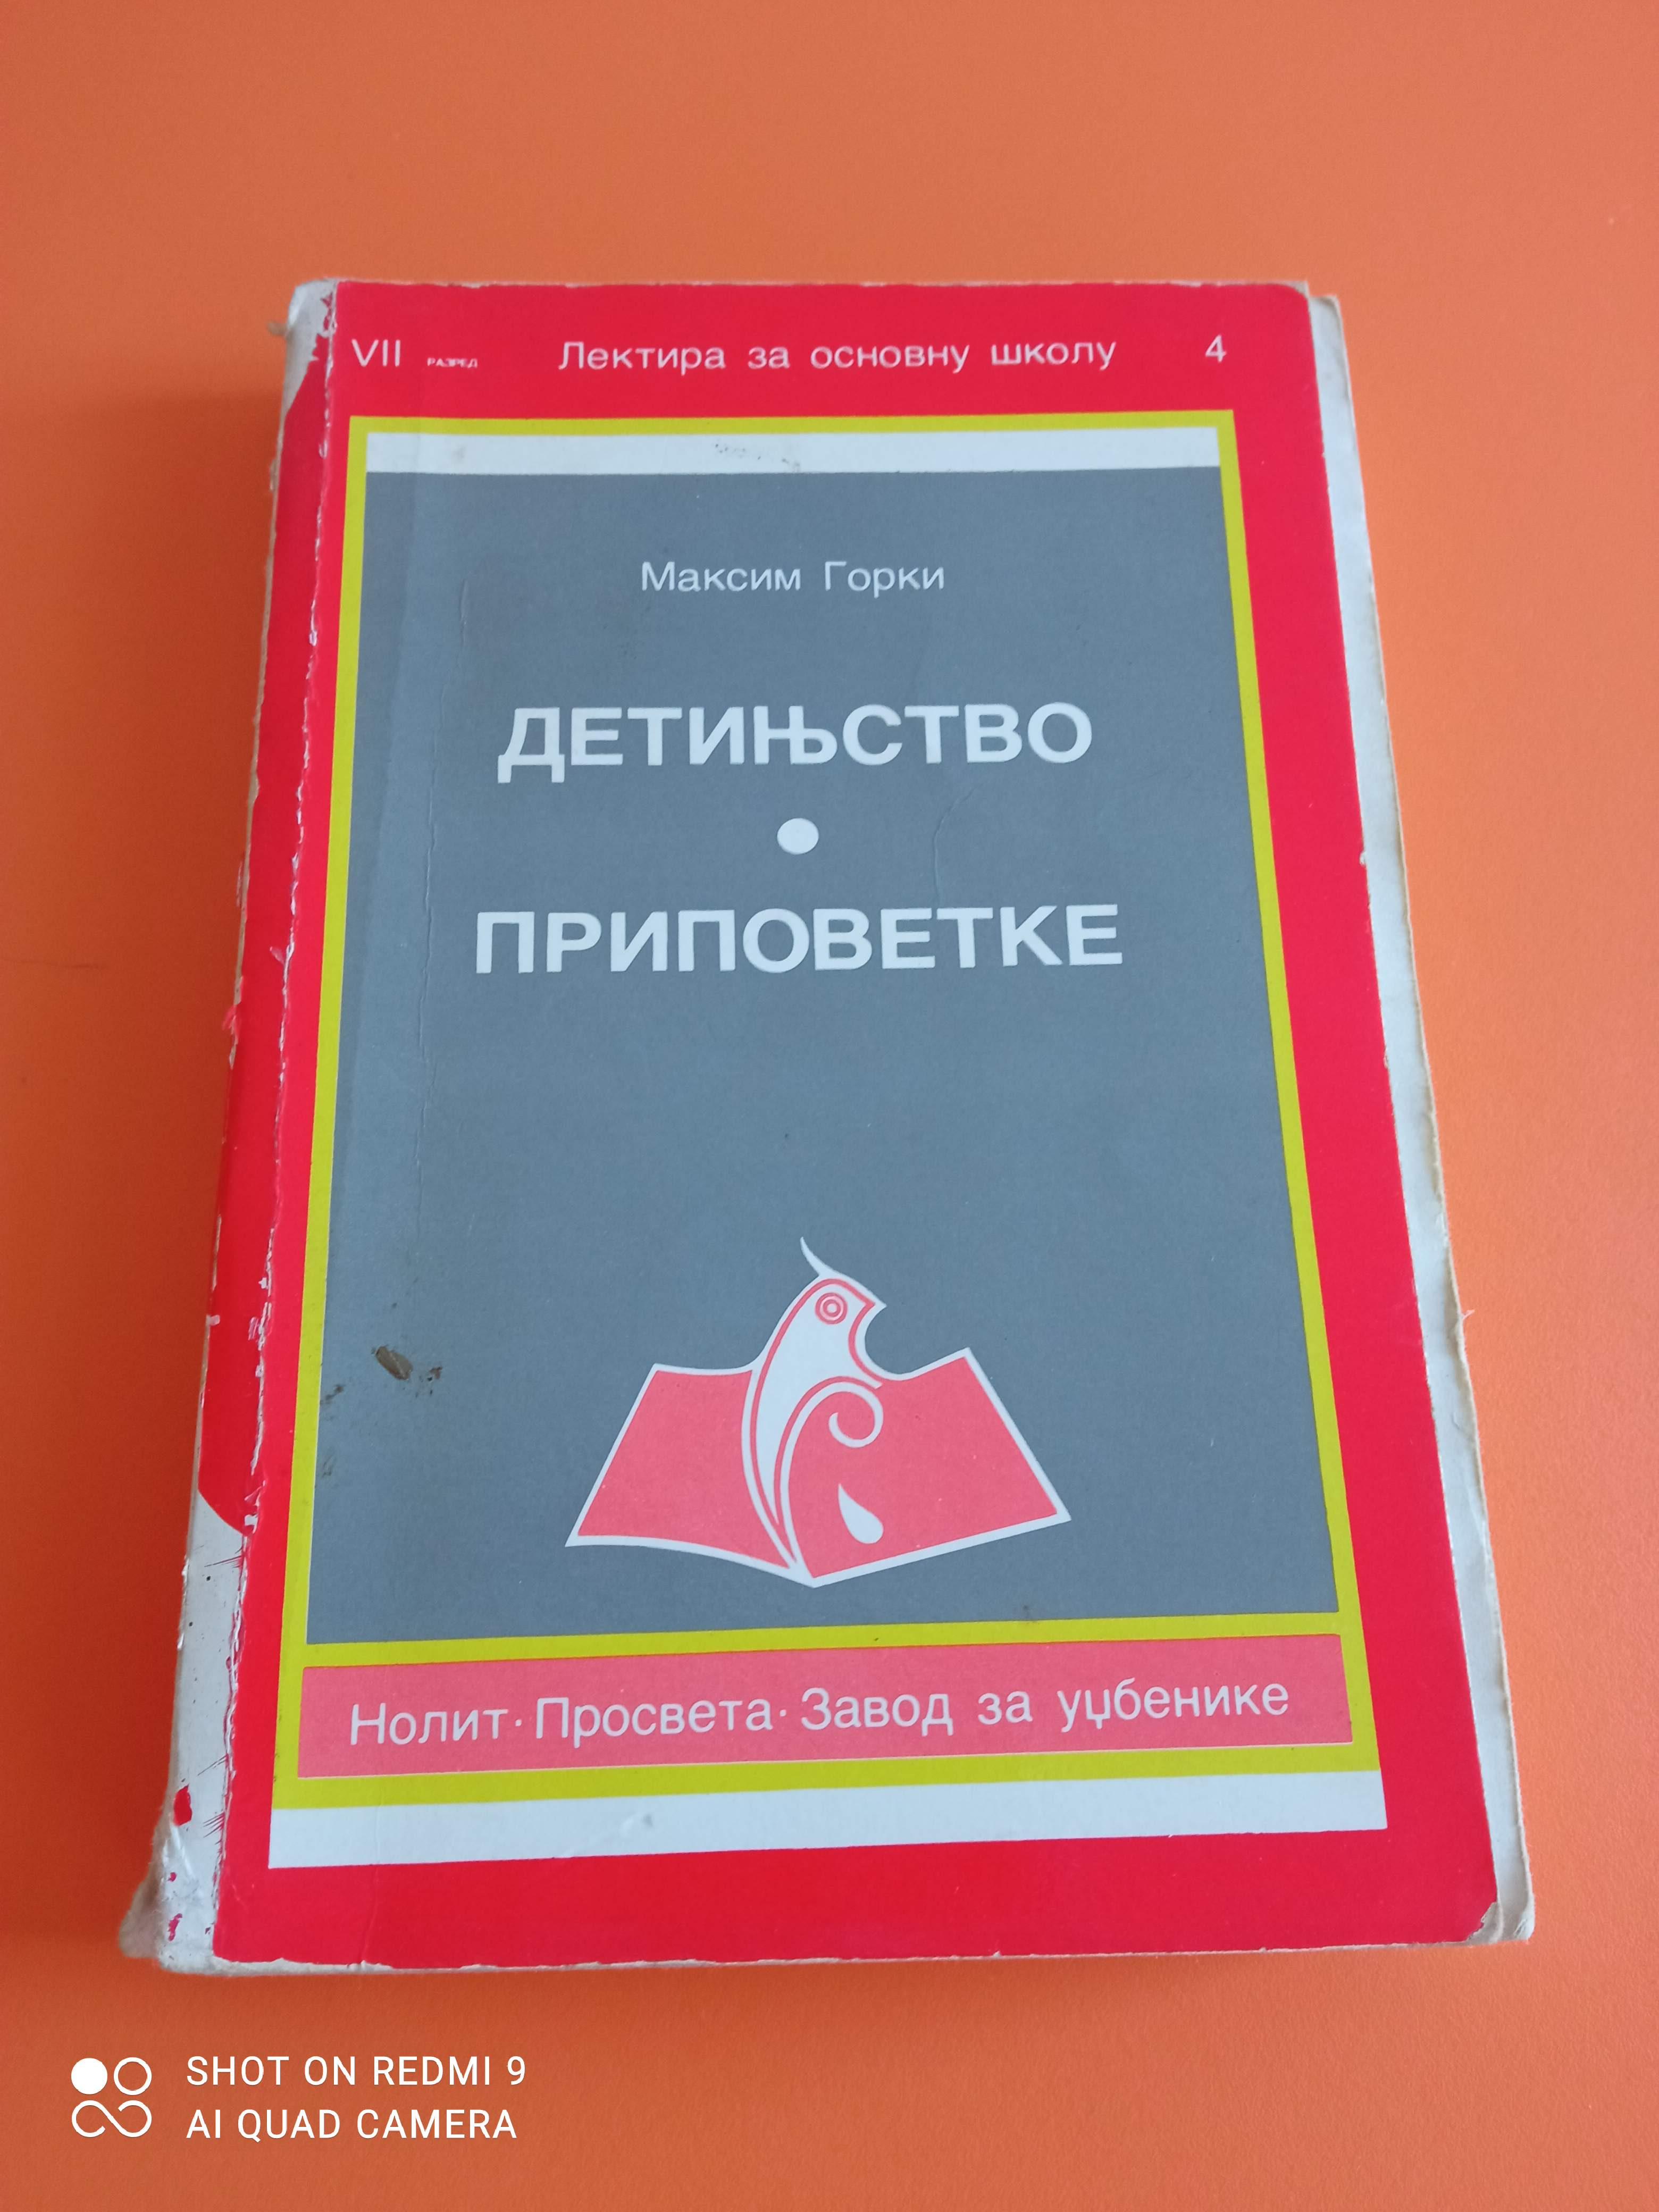 VII РАЗРЕД Лектира за основну школу 4
Максим Горки
ДЕТИЊСТВО
•
ПРИПОВЕТКЕ
Нолит · Просвета · Завод за уџбенике
SHOT ON REDMI 9
AI QUAD CAMERA